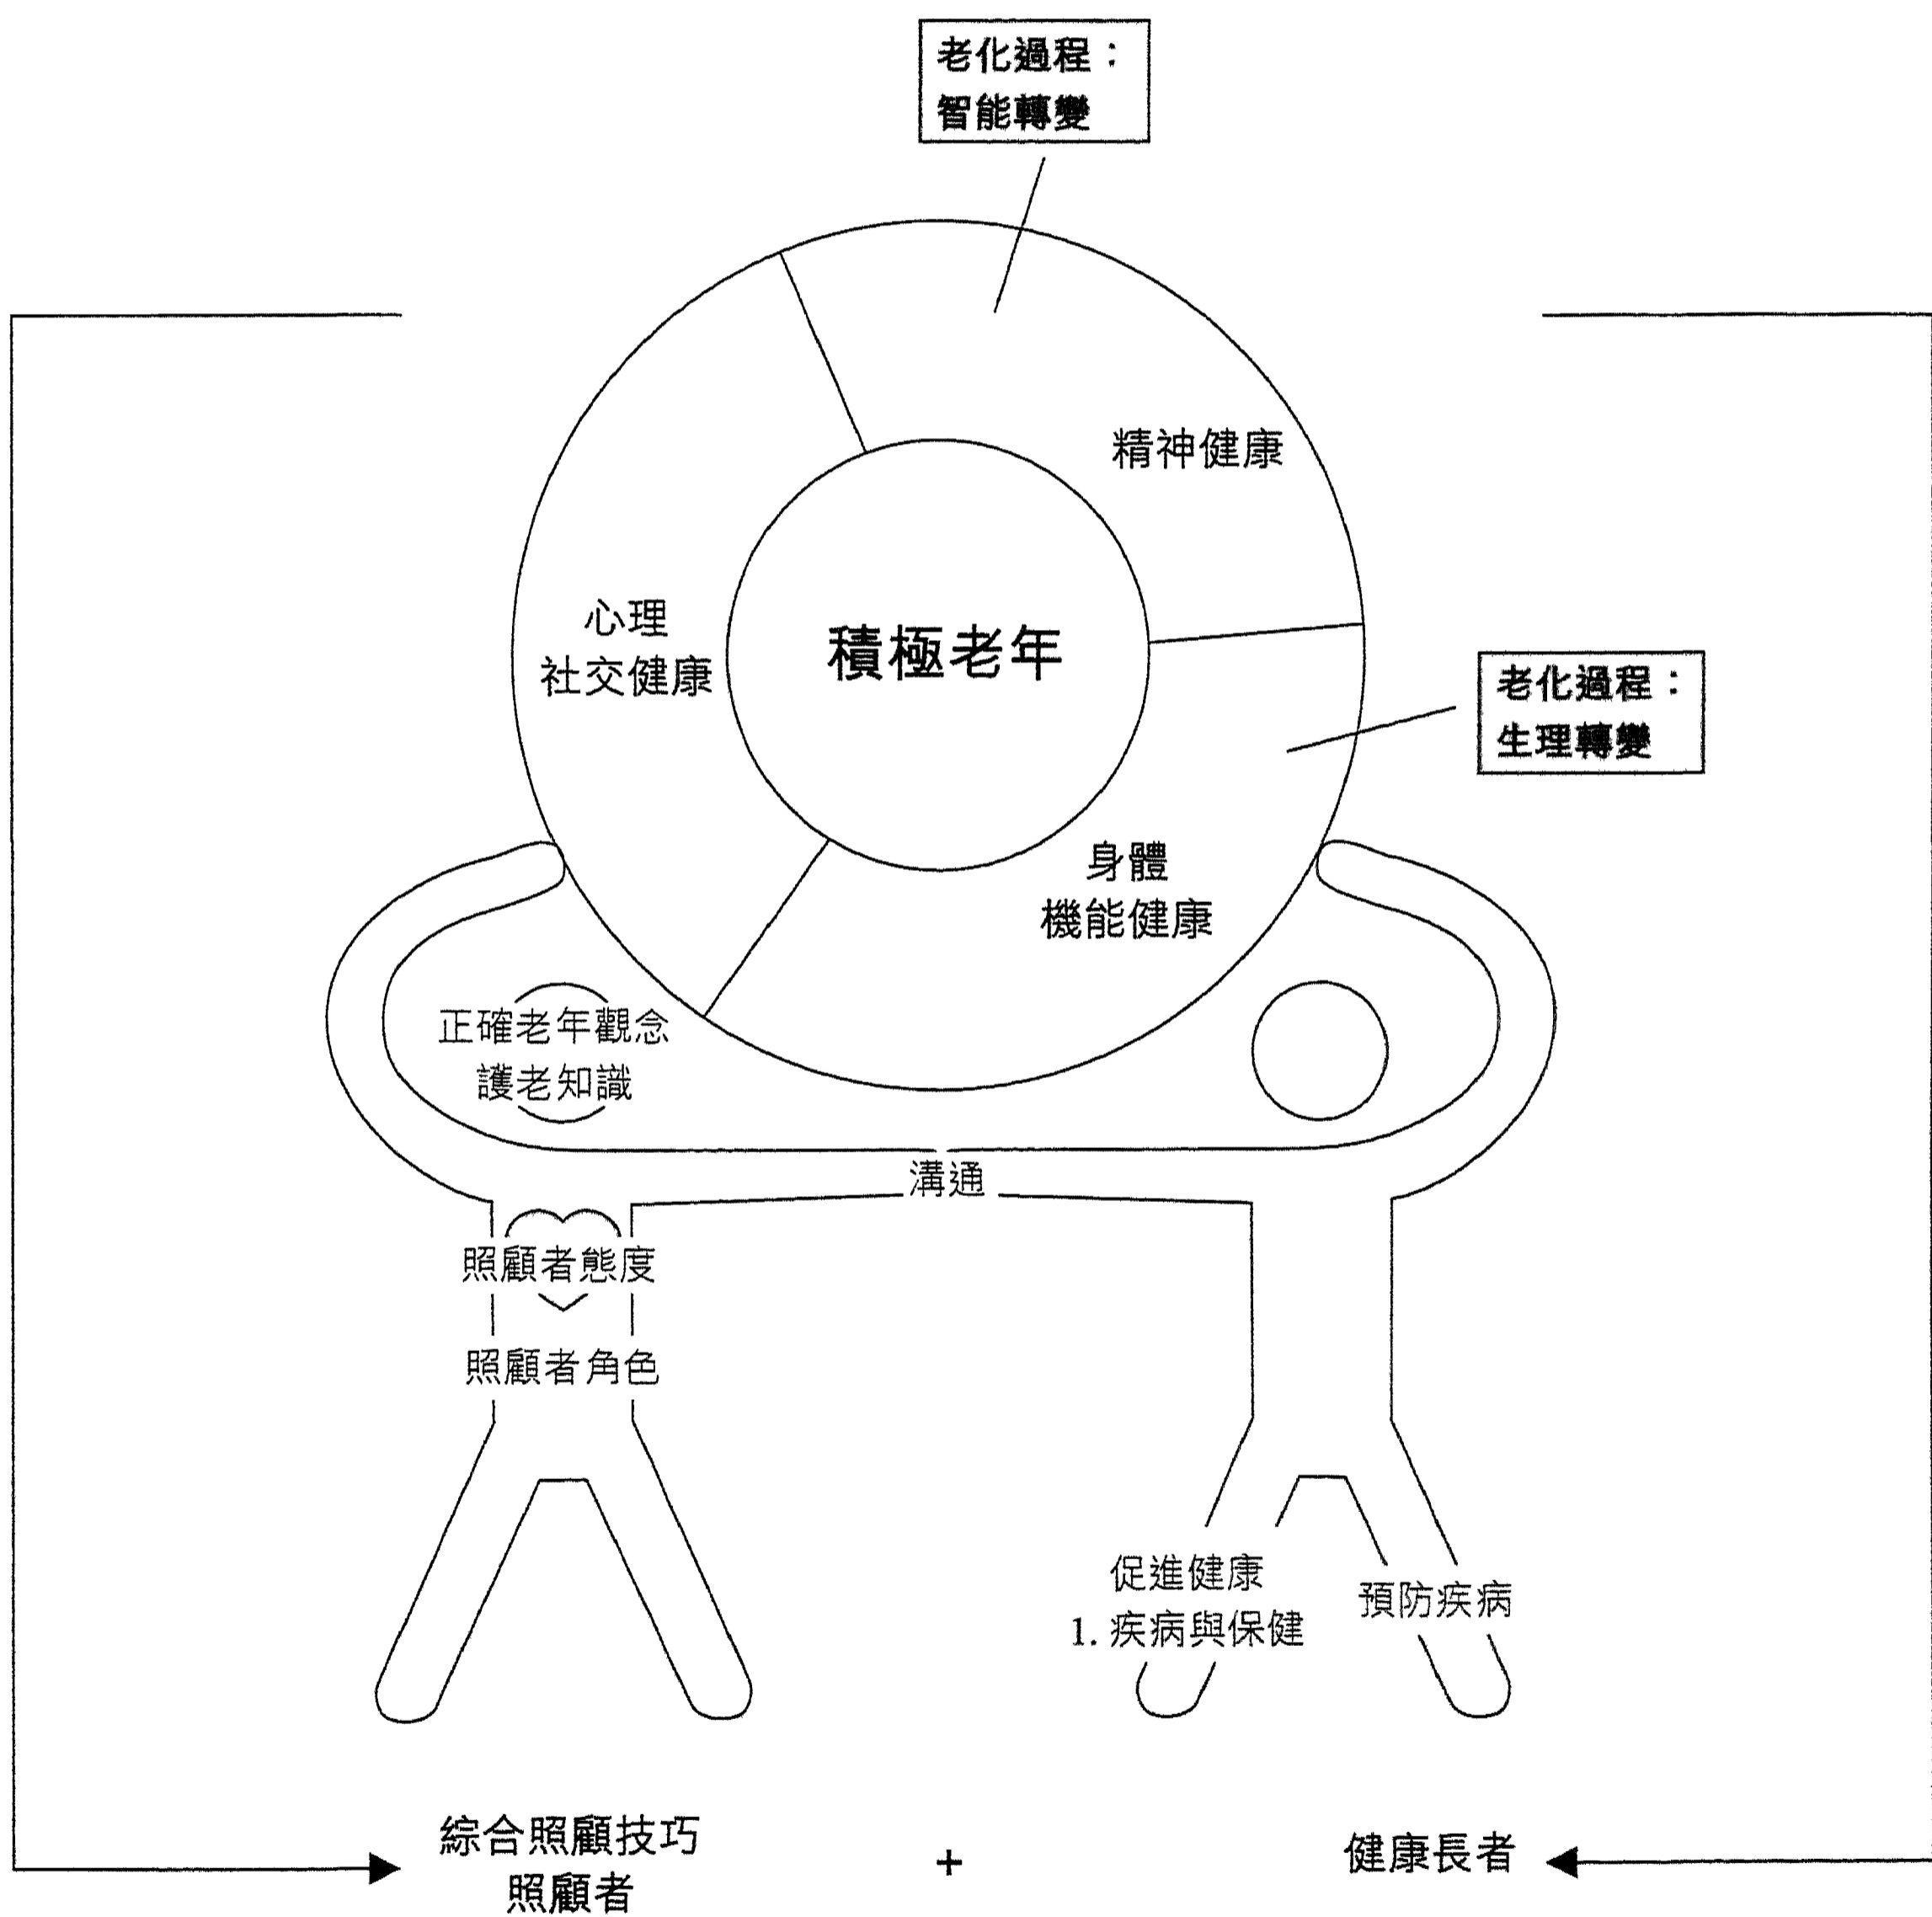 老化過程：
智能轉變
精神健康
心理
社交健康
積極老年
老化過程：
生理轉變
身體
機能健康
正確老年觀念
護老知識
溝通
照顧者態度
照顧者角色
促進健康
1. 疾病與保健
預防疾病
綜合照顧技巧
照顧者
+
健康長者